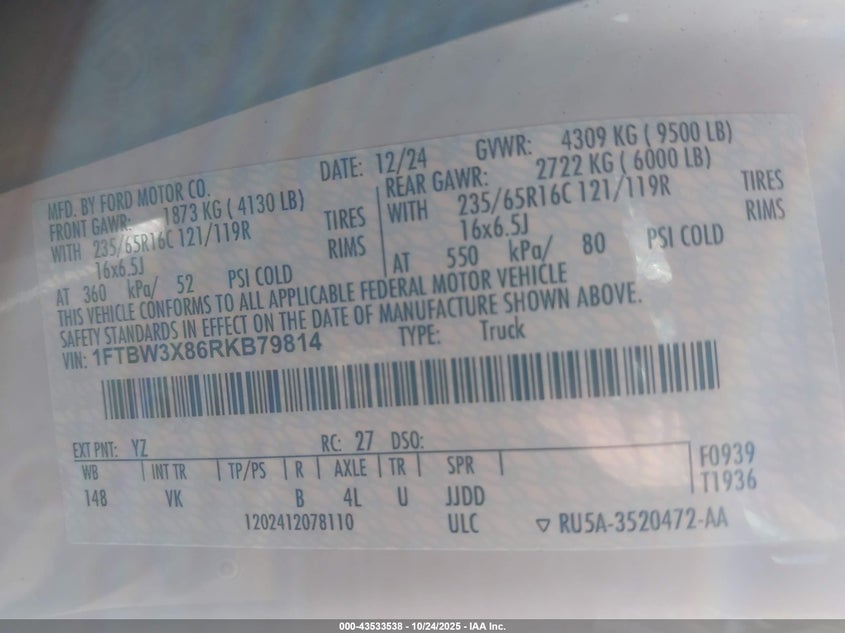 MFD. BY FORD MOTOR CO. DATE: 12/24 GVWR: 4309 KG ( 9500 LB)
FRONT GAWR: 1873 KG ( 4130 LB) REAR GAWR: 2722 KG ( 6000 LB)
WITH 235/65R16C 121/119R TIRES WITH 235/65R16C 121/119R TIRES
16x6.5J RIMS 16x6.5J RIMS
AT 360 kPa/ 52 PSI COLD AT 550 kPa/ 80 PSI COLD
THIS VEHICLE CONFORMS TO ALL APPLICABLE FEDERAL MOTOR VEHICLE
SAFETY STANDARDS IN EFFECT ON THE DATE OF MANUFACTURE SHOWN ABOVE.
VIN: 1FTBW3X86RKB79814 TYPE: Truck
EXT PNT: YZ RC: 27 DSO:
WB INT TR TP/PS R AXLE TR SPR F0939
148 VK B 4L U JJDD T1936
1202412078110 ULC ▽ RU5A-3520472-AA
000-43533538 - 10/24/2025 - IAA Inc.